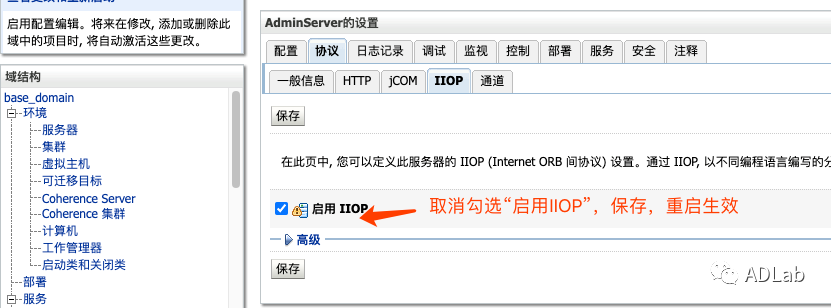 启用配置编辑。将来在修改, 添加或删除此
域中的项目时, 将自动激活这些更改。
域结构
base_domain
环境
服务器
集群
虚拟主机
可迁移目标
Coherence Server
Coherence 集群
计算机
工作管理器
启动类和关闭类
部署
服务
AdminServer的设置
配置 协议 日志记录 调试 监视 控制 部署 服务 安全 注释
一般信息 HTTP jCOM IIOP 通道
保存
在此页中, 您可以定义此服务器的 IIOP (Internet ORB 间协议) 设置。通过 IIOP, 以不同编程语言编写的分
启用 IIOP
取消勾选“启用IIOP”，保存，重启生效
高级
保存
ADLab